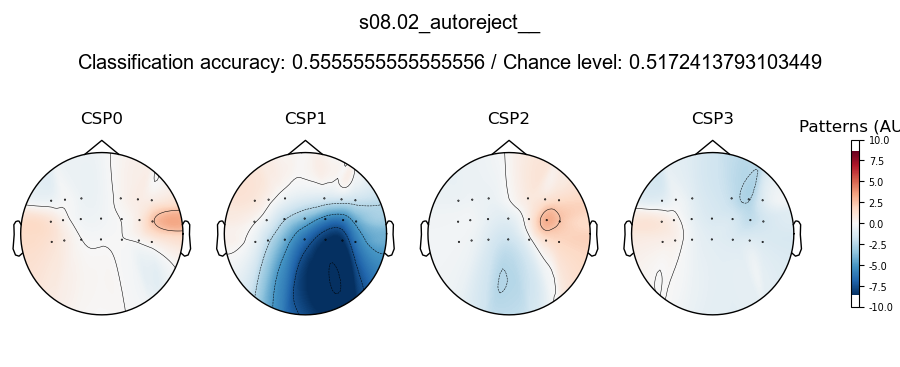 s08.02_autoreject__
Classification accuracy: 0.5555555555555556 / Chance level: 0.5172413793103449
CSP0 CSP1 CSP2 CSP3
Patterns (AU
10.0
7.5
5.0
2.5
0.0
-2.5
-5.0
-7.5
-10.0